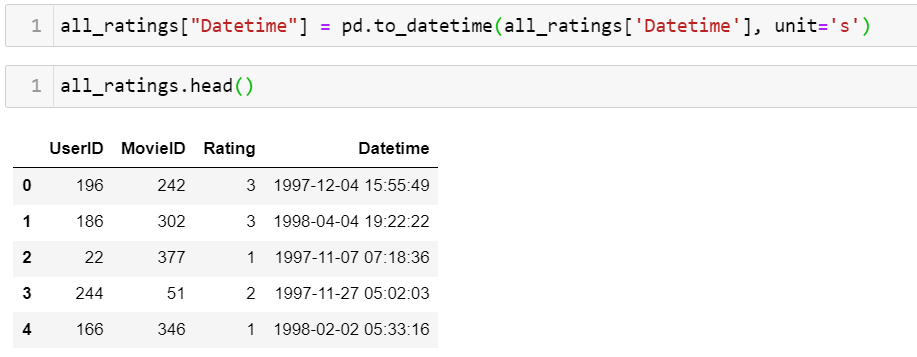 1 all_ratings["Datetime"] = pd.to_datetime(all_ratings['Datetime'], unit='s')
1 all_ratings.head()
UserID MovieID Rating Datetime
0 196 242 3 1997-12-04 15:55:49
1 186 302 3 1998-04-04 19:22:22
2 22 377 1 1997-11-07 07:18:36
3 244 51 2 1997-11-27 05:02:03
4 166 346 1 1998-02-02 05:33:16